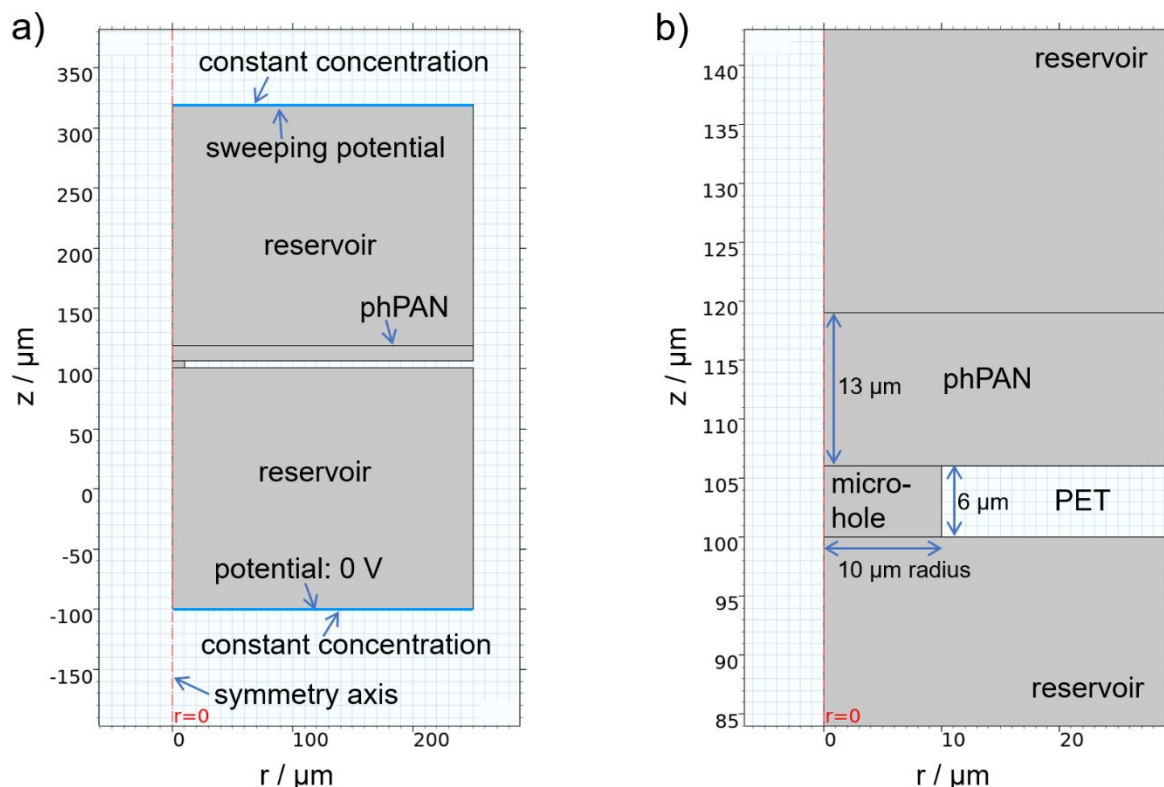 a)
constant concentration
sweeping potential
reservoir
phPAN
reservoir
potential: 0 V
constant concentration
symmetry axis
r=0
z / µm
350
300
250
200
150
100
50
0
-50
-100
-150
0
100
200
r / µm
b)
reservoir
13 µm
phPAN
micro-
hole
6 µm
PET
10 µm radius
reservoir
r=0
z / µm
140
135
130
125
120
115
110
105
100
95
90
85
0
10
20
r / µm